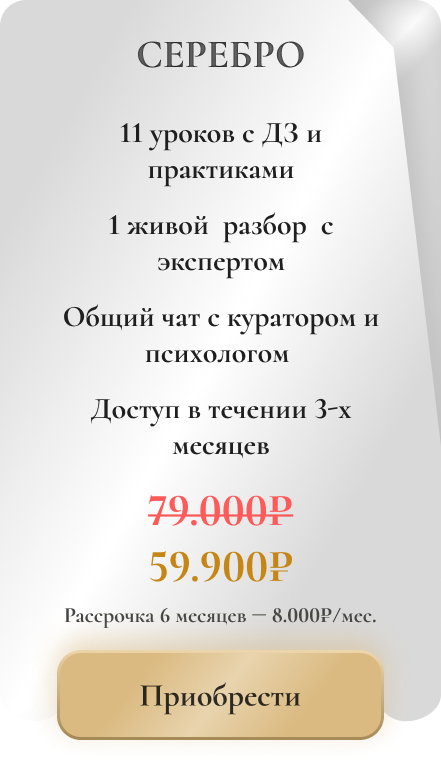 СЕРЕБРО
11 уроков с ДЗ и
практиками
1 живой разбор с
экспертом
Общий чат с куратором и
психологом
Доступ в течении 3-х
месяцев
79.000₽
59.900₽
Рассрочка 6 месяцев — 8.000₽/мес.
Приобрести